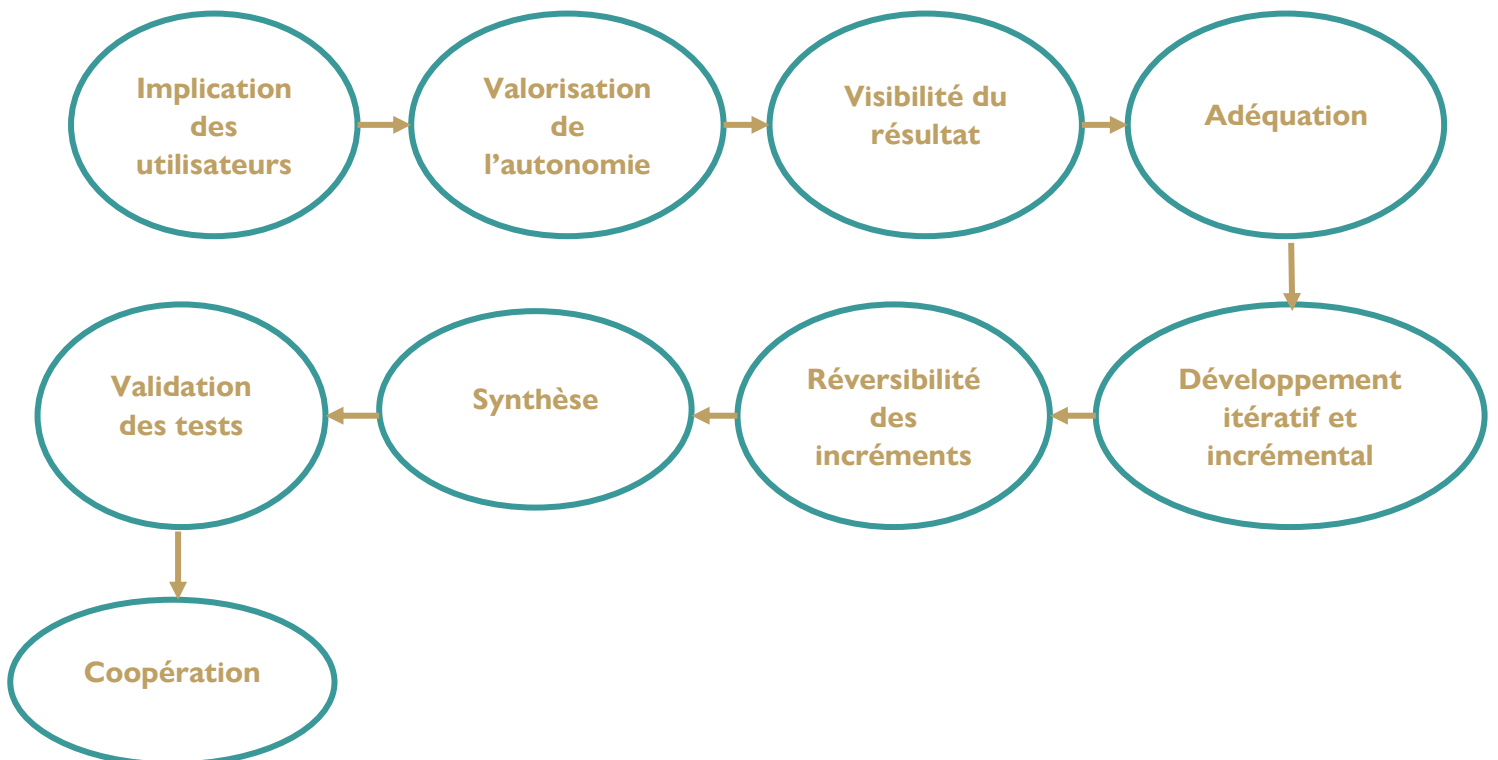 Implication
des
utilisateurs
Valorisation
de
l’autonomie
Visibilité du
résultat
Adéquation
Développement
itératif et
incrémental
Réversibilité
des
incréments
Synthèse
Validation
des tests
Coopération